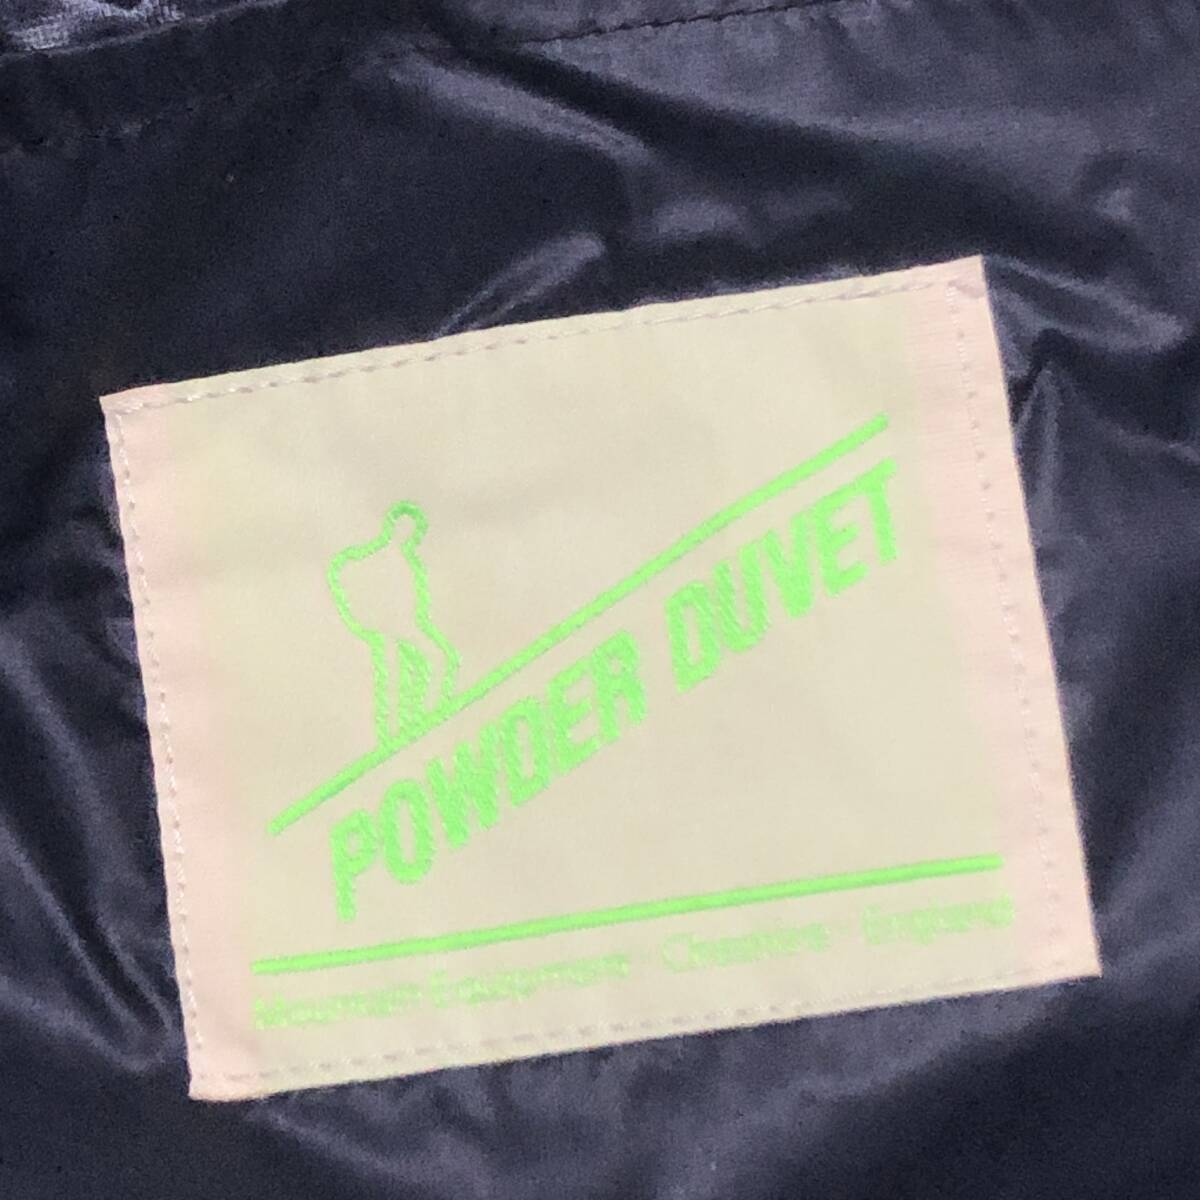 POWDER DUVET
Mountain Equipment · Cheshire · England